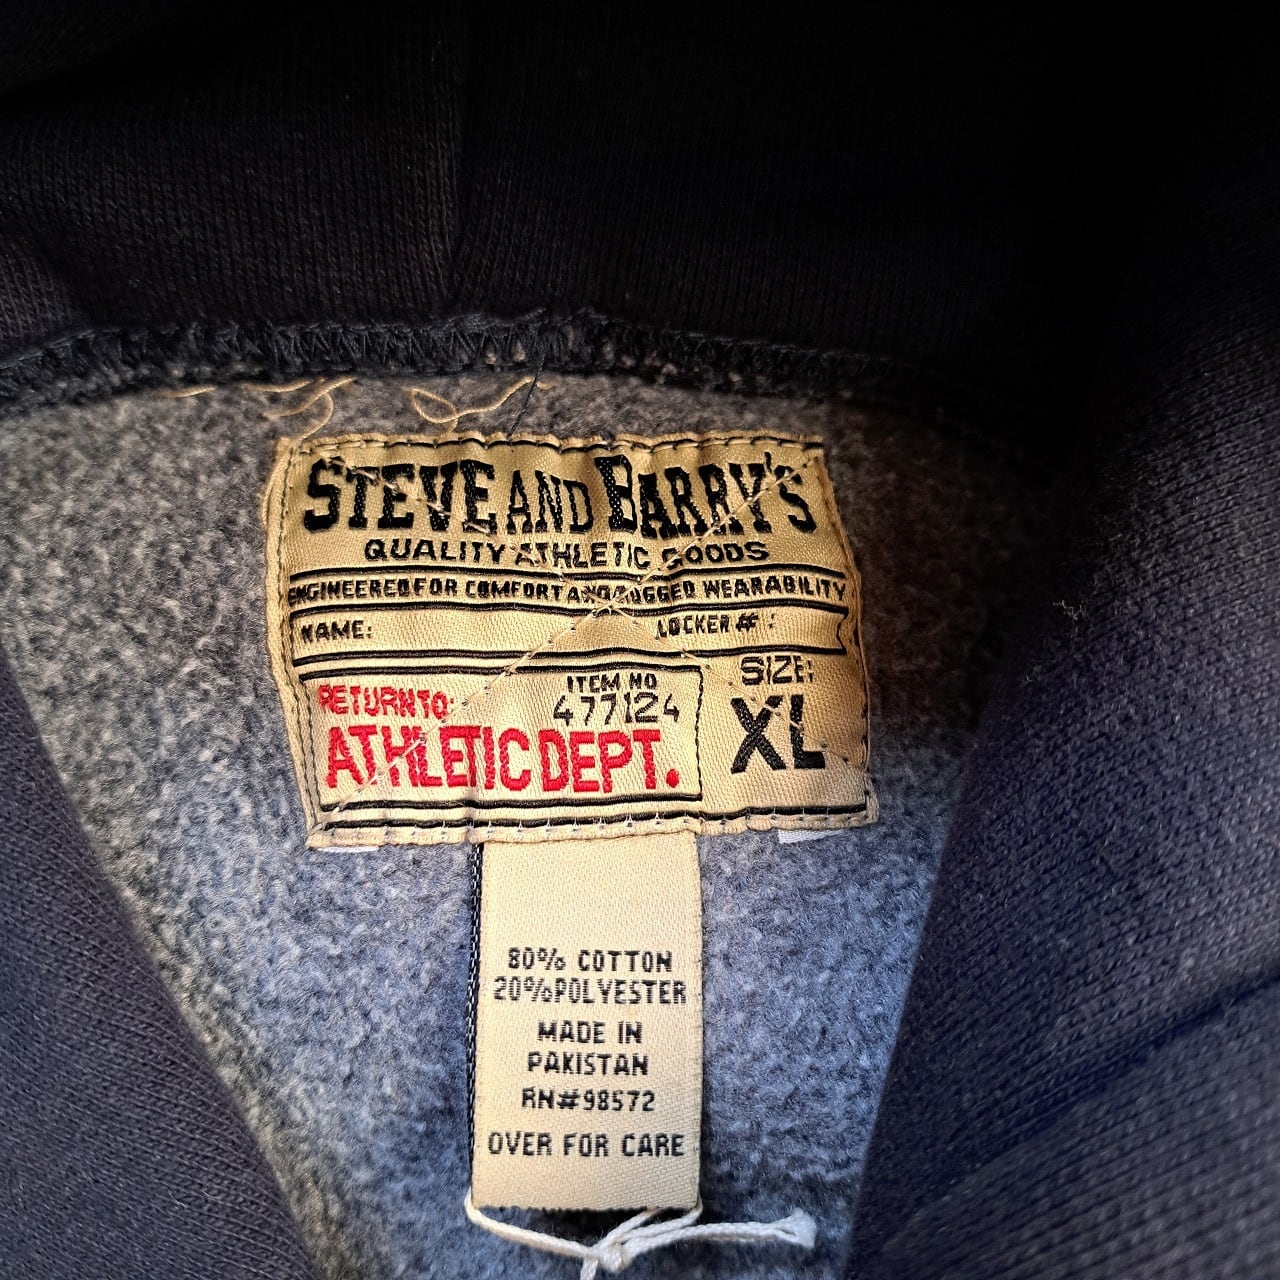 STEVE AND BARRY'S
QUALITY ATHLETIC GOODS
ENGINEERED FOR COMFORT AND RUGGED WEARABILITY
NAME: LOCKER #:
RETURN TO: ITEM NO
477124
ATHLETIC DEPT.
SIZE:
XL
80% COTTON
20% POLYESTER
MADE IN
PAKISTAN
RN#98572
OVER FOR CARE